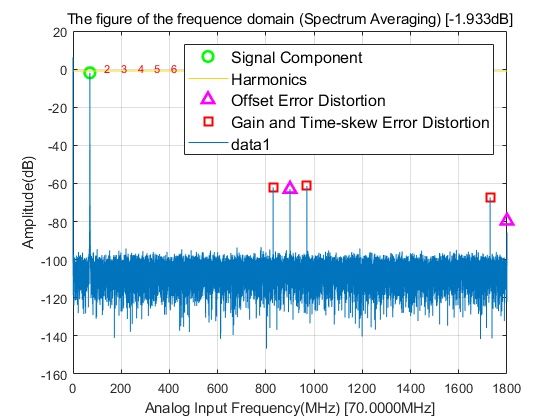 The figure of the frequence domain (Spectrum Averaging) [-1.933dB]
20
0
-20
-40
-60
-80
-100
-120
-140
-160
Amplitude(dB)
2 3 4 5 6
Signal Component
Harmonics
Offset Error Distortion
Gain and Time-skew Error Distortion
data1
0 200 400 600 800 1000 1200 1400 1600 1800
Analog Input Frequency(MHz) [70.0000MHz